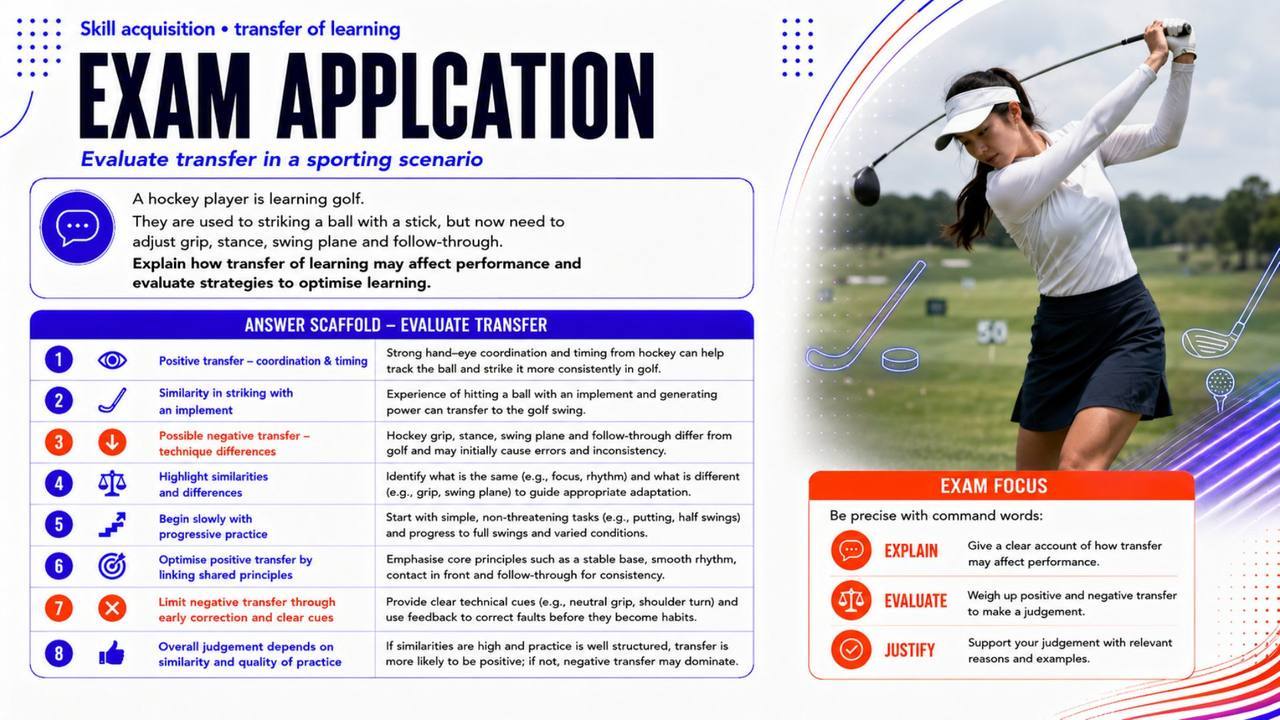 Skill acquisition • transfer of learning
EXAM APPLCATION
Evaluate transfer in a sporting scenario
A hockey player is learning golf.
They are used to striking a ball with a stick, but now need to
adjust grip, stance, swing plane and follow-through.
Explain how transfer of learning may affect performance and
evaluate strategies to optimise learning.
ANSWER SCAFFOLD – EVALUATE TRANSFER
1
Positive transfer – coordination & timing
Strong hand–eye coordination and timing from hockey can help
track the ball and strike it more consistently in golf.
2
Similarity in striking with
an implement
Experience of hitting a ball with an implement and generating
power can transfer to the golf swing.
3
Possible negative transfer –
technique differences
Hockey grip, stance, swing plane and follow-through differ from
golf and may initially cause errors and inconsistency.
4
Highlight similarities
and differences
Identify what is the same (e.g., focus, rhythm) and what is different
(e.g., grip, swing plane) to guide appropriate adaptation.
5
Begin slowly with
progressive practice
Start with simple, non-threatening tasks (e.g., putting, half swings)
and progress to full swings and varied conditions.
6
Optimise positive transfer by
linking shared principles
Emphasise core principles such as a stable base, smooth rhythm,
contact in front and follow-through for consistency.
7
Limit negative transfer through
early correction and clear cues
Provide clear technical cues (e.g., neutral grip, shoulder turn) and
use feedback to correct faults before they become habits.
8
Overall judgement depends on
similarity and quality of practice
If similarities are high and practice is well structured, transfer is
more likely to be positive; if not, negative transfer may dominate.
50
EXAM FOCUS
Be precise with command words:
EXPLAIN
Give a clear account of how transfer
may affect performance.
EVALUATE
Weigh up positive and negative transfer
to make a judgement.
JUSTIFY
Support your judgement with relevant
reasons and examples.